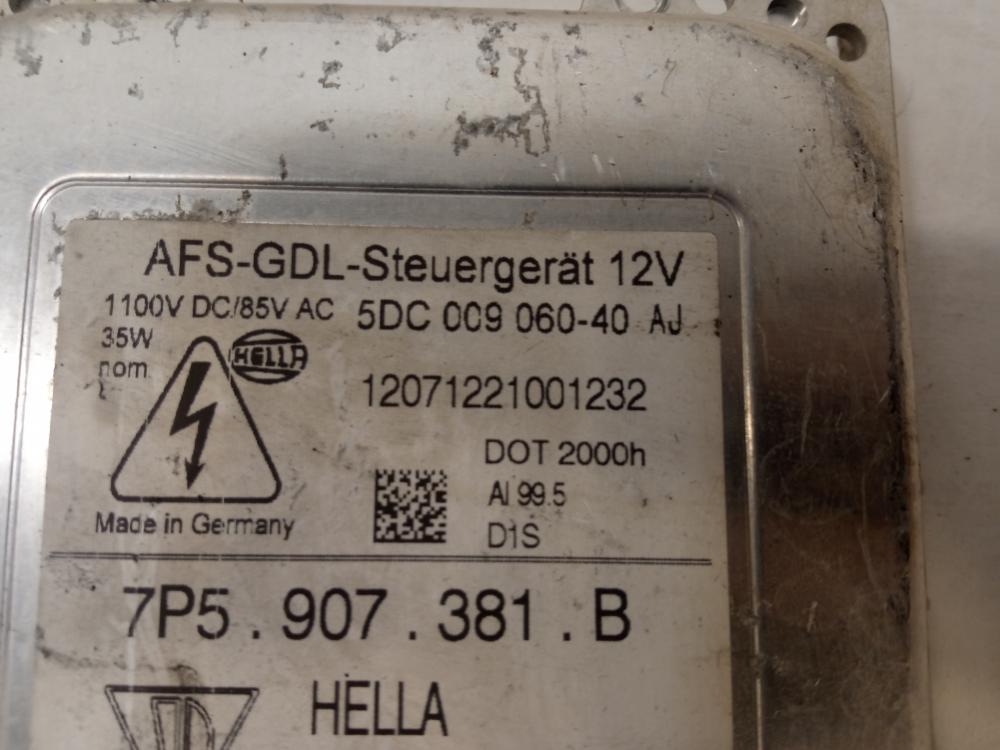 AFS-GDL-Steuergerät 12V
1100V DC/85V AC
5DC 009 060-40 AJ
35W
nom
HELLA
12071221001232
DOT 2000h
Al 99.5
D1S
Made in Germany
7P5 . 907 . 381 . B
HELLA